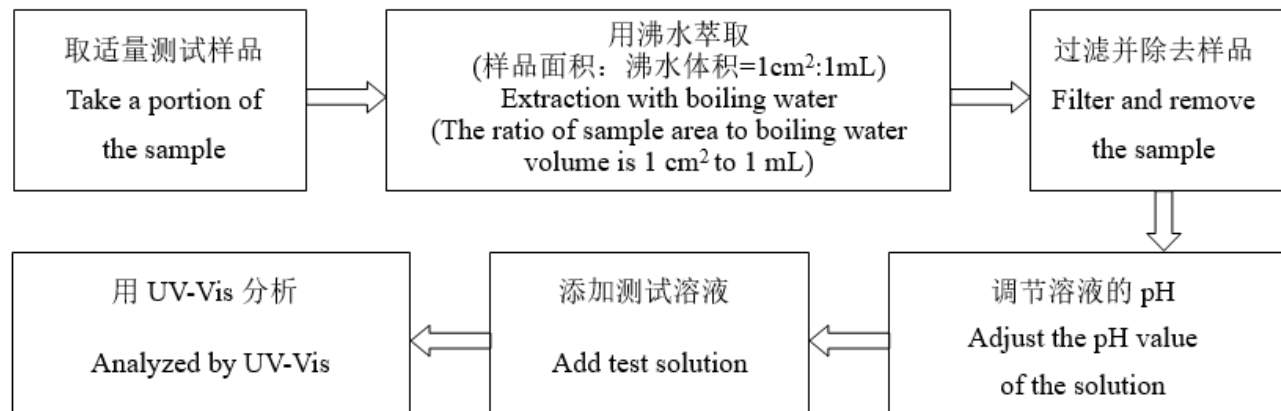 取适量测试样品
Take a portion of
the sample
用沸水萃取
(样品面积：沸水体积=1cm²:1mL)
Extraction with boiling water
(The ratio of sample area to boiling water
volume is 1 cm² to 1 mL)
过滤并除去样品
Filter and remove
the sample
调节溶液的 pH
Adjust the pH value
of the solution
添加测试溶液
Add test solution
用 UV-Vis 分析
Analyzed by UV-Vis